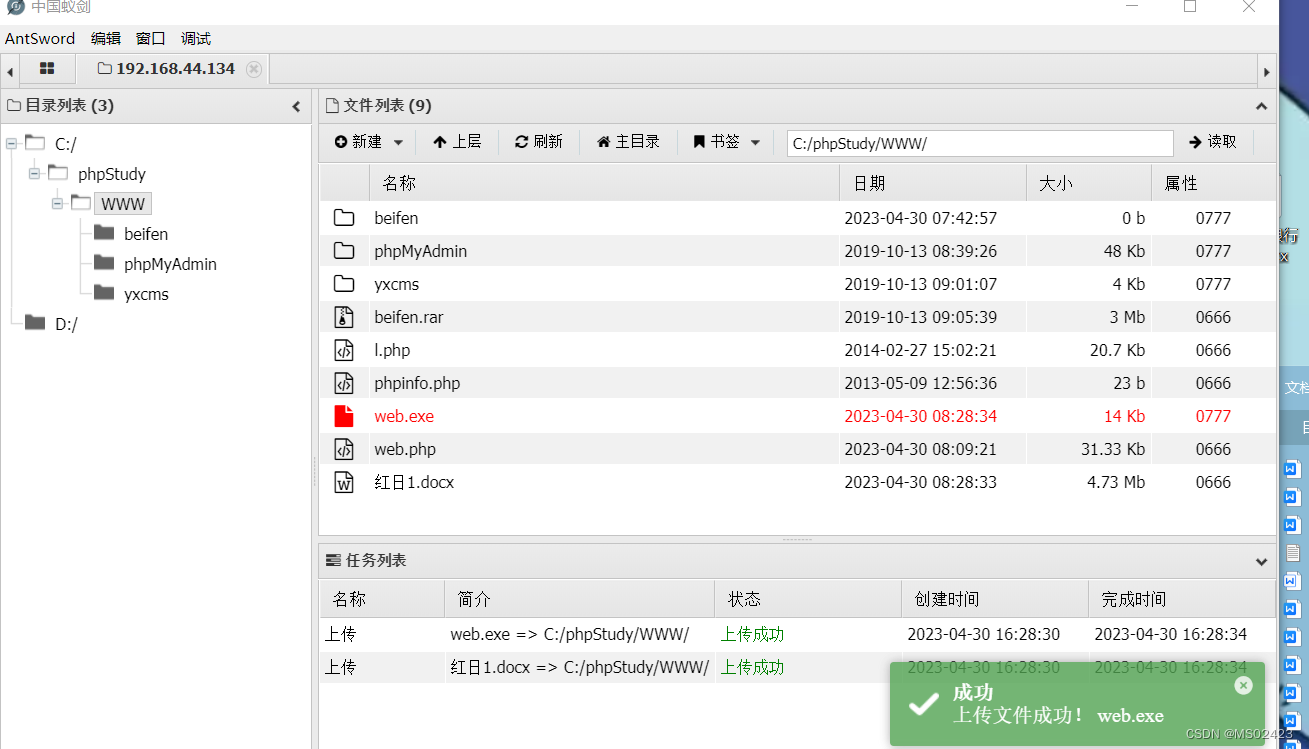 中国蚁剑
AntSword 编辑 窗口 调试
192.168.44.134
目录列表 (3)
C:/
phpStudy
WWW
beifen
phpMyAdmin
yxcms
D:/
文件列表 (9)
新建 上层 刷新 主目录 书签 C:/phpStudy/WWW/ 读取
名称 日期 大小 属性
beifen 2023-04-30 07:42:57 0 b 0777
phpMyAdmin 2019-10-13 08:39:26 48 Kb 0777
yxcms 2019-10-13 09:01:07 4 Kb 0777
beifen.rar 2019-10-13 09:05:39 3 Mb 0666
l.php 2014-02-27 15:02:21 20.7 Kb 0666
phpinfo.php 2013-05-09 12:56:36 23 b 0666
web.exe 2023-04-30 08:28:34 14 Kb 0777
web.php 2023-04-30 08:09:21 31.33 Kb 0666
红日1.docx 2023-04-30 08:28:33 4.73 Mb 0666
任务列表
名称 简介 状态 创建时间 完成时间
上传 web.exe => C:/phpStudy/WWW/ 上传成功 2023-04-30 16:28:30 2023-04-30 16:28:34
上传 红日1.docx => C:/phpStudy/WWW/ 上传成功 2023-04-30 16:28:30 2023-04-30 16:28:34
成功
上传文件成功！ web.exe
行
x
文档
CSDN @MS02423